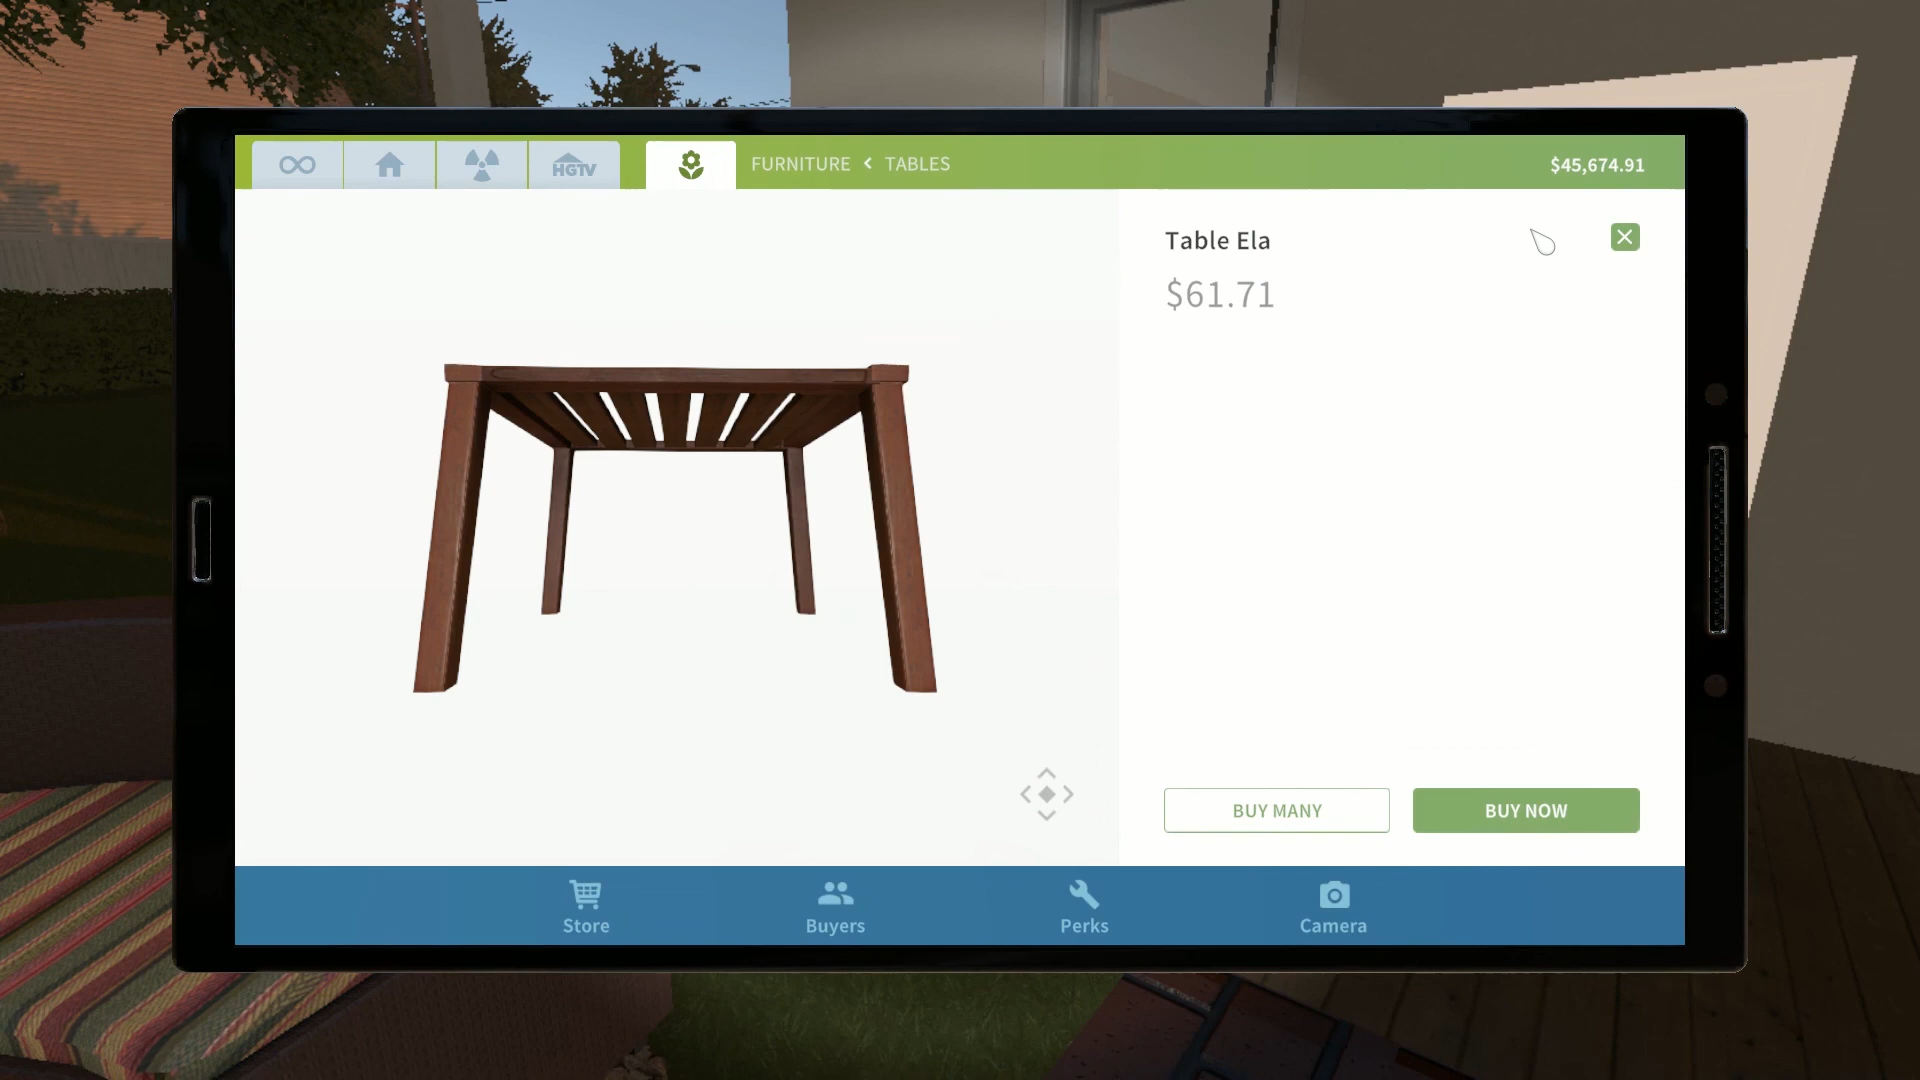 HGTV
FURNITURE < TABLES
$45,674.91
Table Ela
$61.71
BUY MANY
BUY NOW
Store
Buyers
Perks
Camera